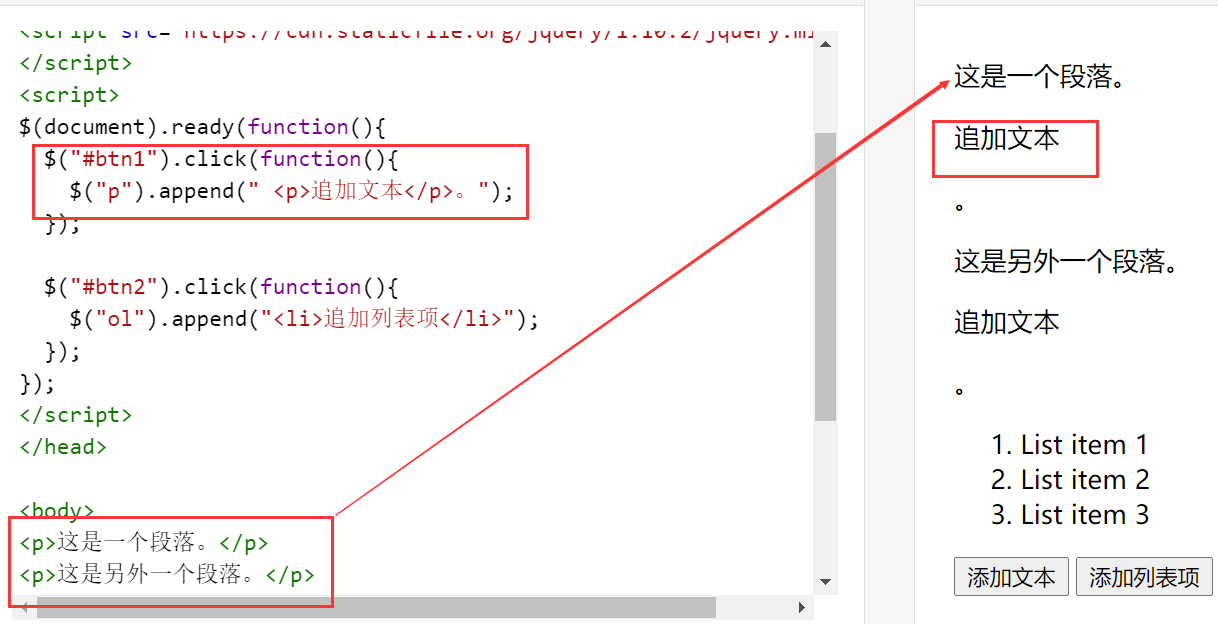 <script src="https://cdn.staticfile.org/jquery/1.10.2/jquery.mi
</script>
<script>
$(document).ready(function(){
  $("#btn1").click(function(){
    $("p").append(" <p>追加文本</p>。");
  });

  $("#btn2").click(function(){
    $("ol").append("<li>追加列表项</li>");
  });
});
</script>
</head>

<body>
<p>这是一个段落。</p>
<p>这是另外一个段落。</p>
这是一个段落。
追加文本
。
这是另外一个段落。
追加文本
。
1. List item 1
2. List item 2
3. List item 3
添加文本 添加列表项